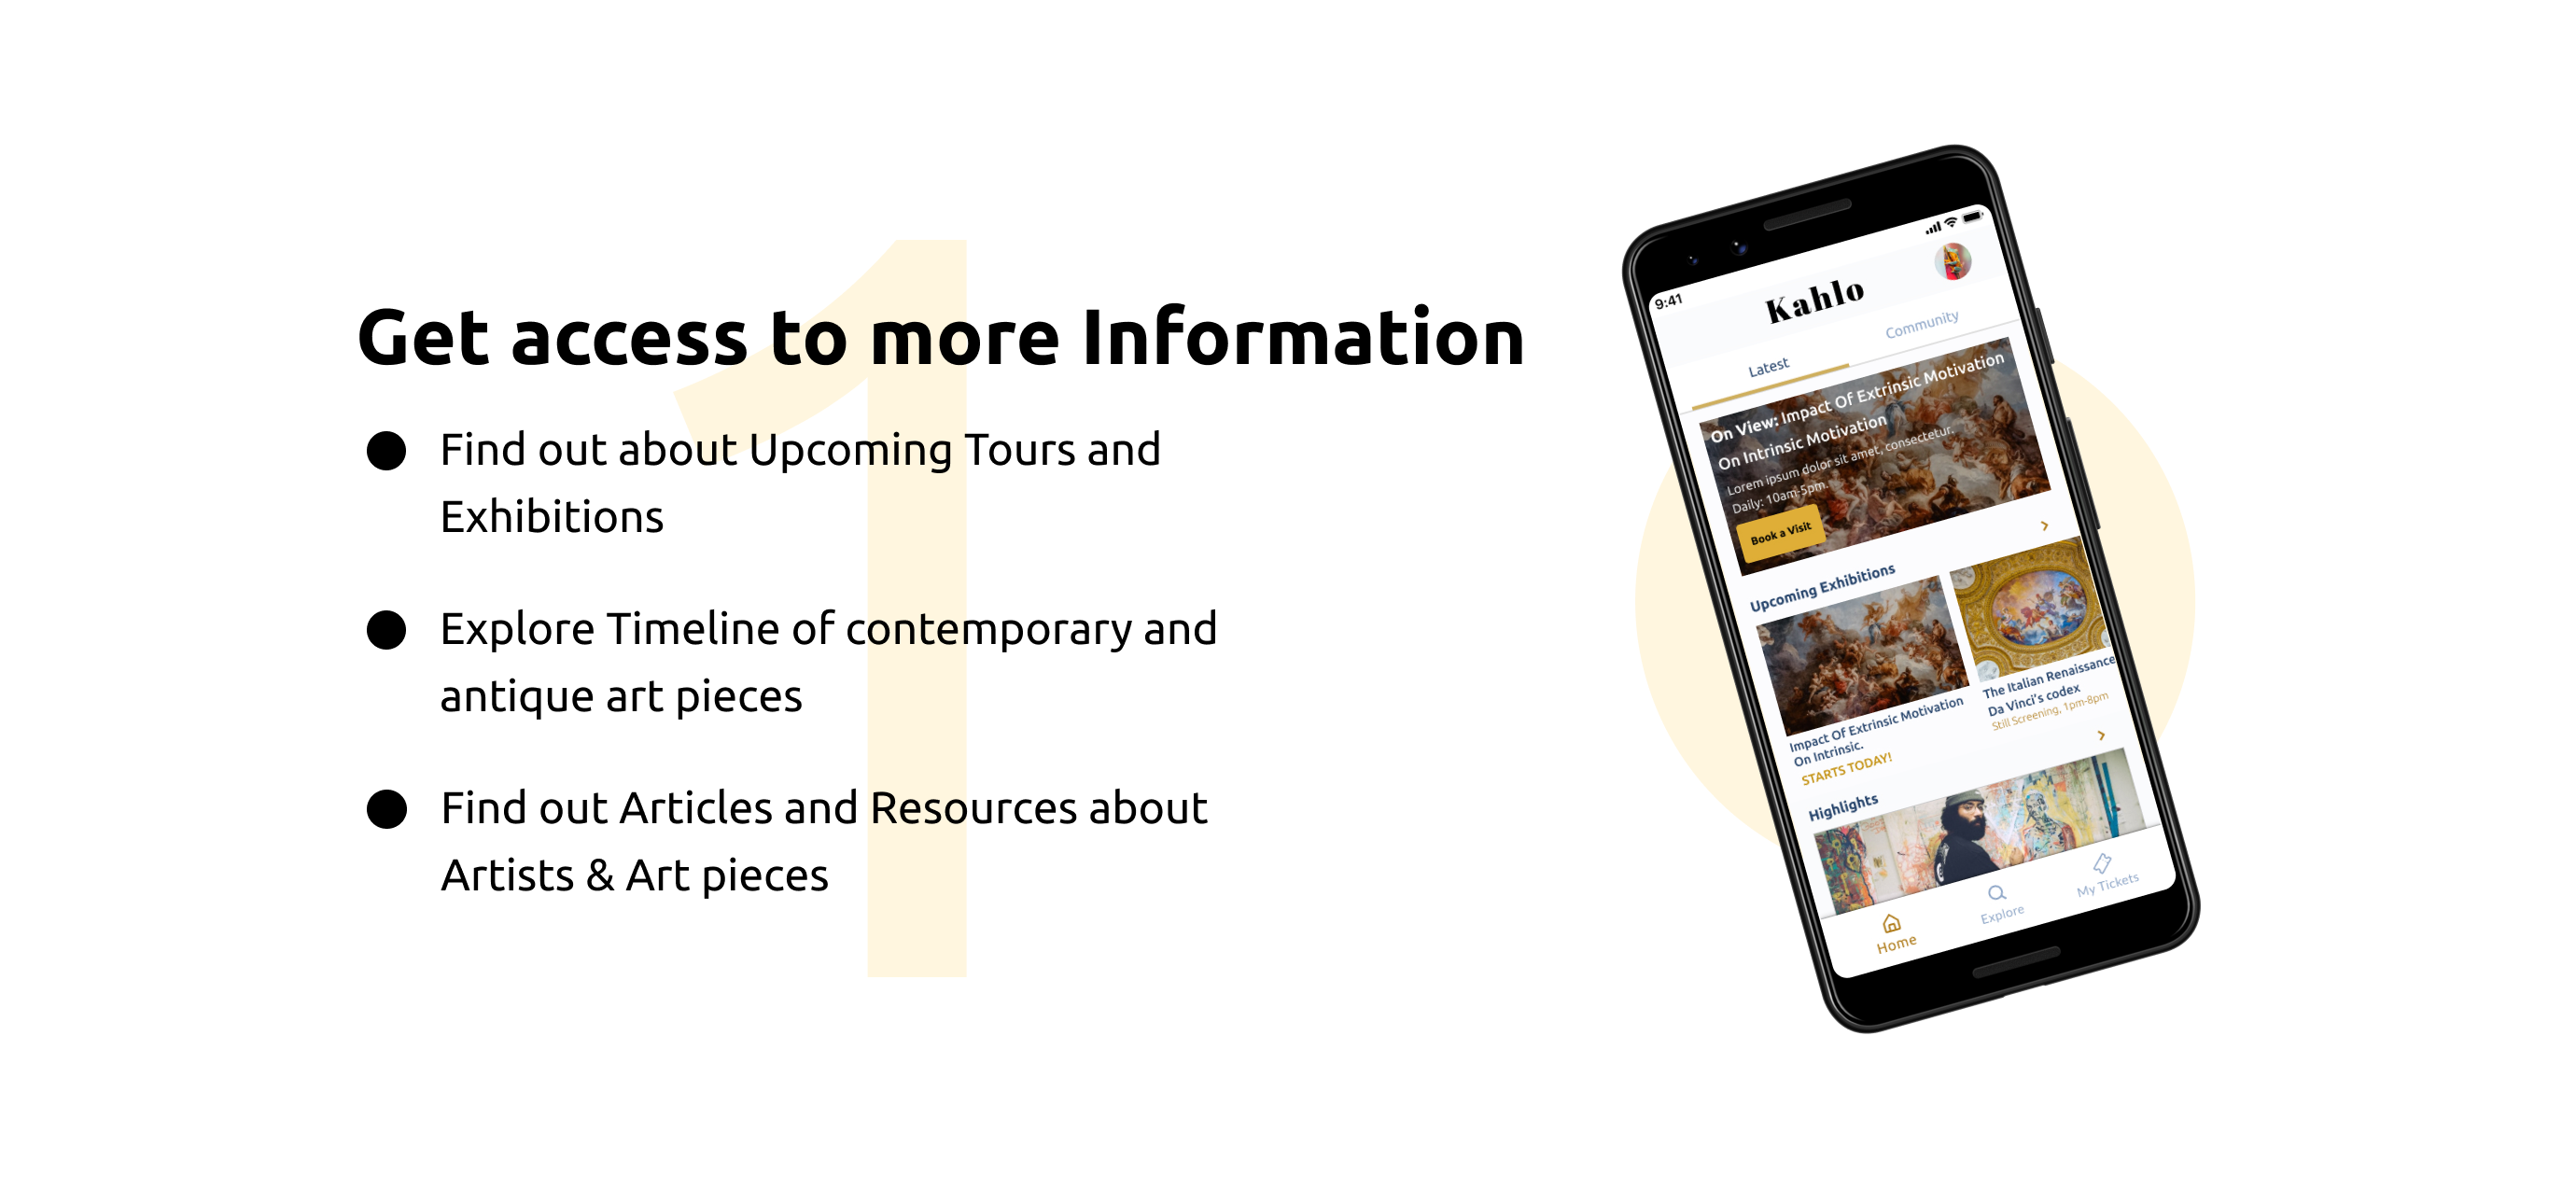 1
Get access to more Information
Find out about Upcoming Tours and
Exhibitions
Explore Timeline of contemporary and
antique art pieces
Find out Articles and Resources about
Artists & Art pieces
9:41
Kahlo
Latest
Community
On View: Impact Of Extrinsic Motivation
On Intrinsic Motivation
Lorem ipsum dolor sit amet, consectetur.
Daily: 10am-5pm.
Book a Visit
Upcoming Exhibitions
Impact Of Extrinsic Motivation
On Intrinsic.
STARTS TODAY!
The Italian Renaissance
Da Vinci's codex
Still Screening, 1pm-8pm
Highlights
Home
Explore
My Tickets